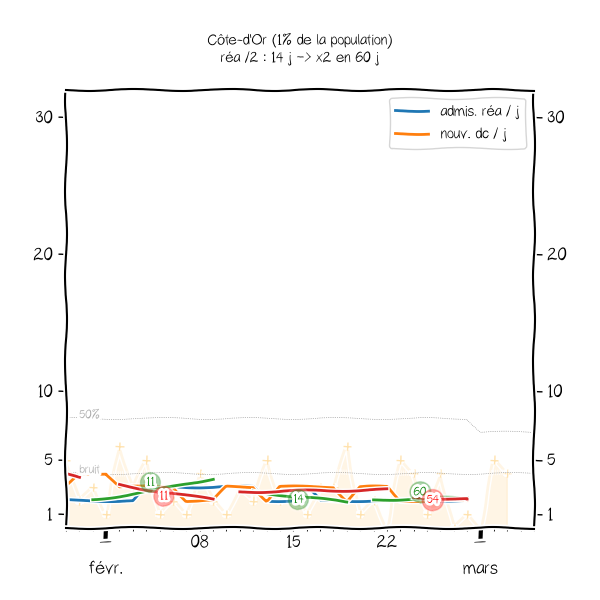 Côte-d'Or (1% de la population)
réa /2 : 14 j -> x2 en 60 j
admis. réa / j
nouv. dc / j
30
30
20
20
10
10
50%
5
5
bruit
11
11
14
60
54
1
1
08
15
22
févr.
mars